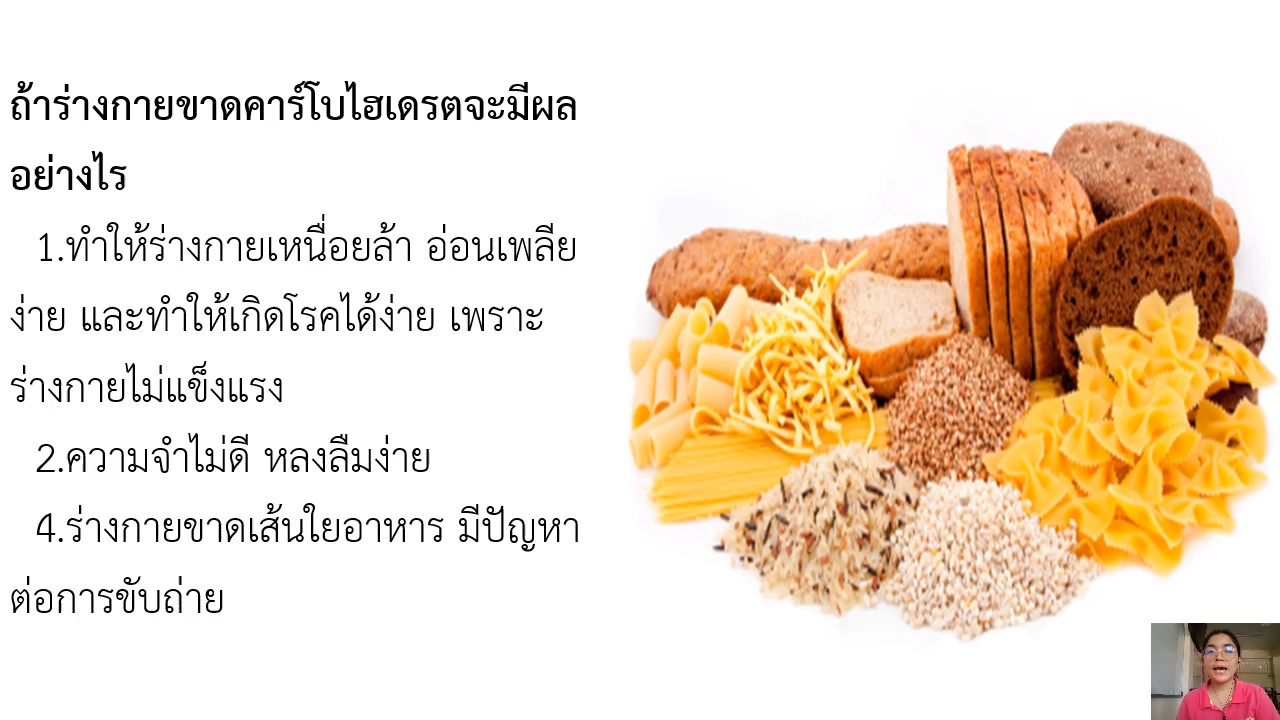 ถ้าร่างกายขาดคาร์โบไฮเดรตจะมีผล
อย่างไร
1.ทำให้ร่างกายเหนื่อยล้า อ่อนเพลีย
ง่าย และทำให้เกิดโรคได้ง่าย เพราะ
ร่างกายไม่แข็งแรง
2.ความจำไม่ดี หลงลืมง่าย
4.ร่างกายขาดเส้นใยอาหาร มีปัญหา
ต่อการขับถ่าย